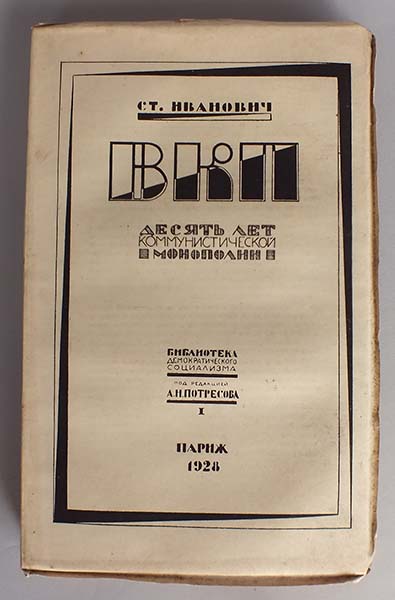 СТ. ИВАНОВИЧ
ВКП
ДЕСЯТЬ ЛЕТ
КОММУНИСТИЧЕСКОЙ
МОНОПОЛИИ
БИБЛИОТЕКА
ДЕМОКРАТИЧЕСКОГО
СОЦИАЛИЗМА
ПОД РЕДАКЦИЕЙ
А.Н. ПОТРЕСОВА
I
ПАРИЖ
1928